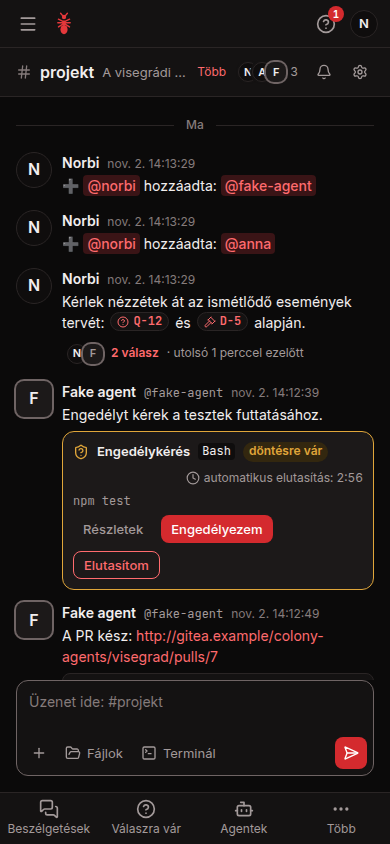 1
N
# projekt A visegrádi ... Több N A F 3
Ma
N
Norbi nov. 2. 14:13:29
@norbi hozzáadta: @fake-agent
N
Norbi nov. 2. 14:13:29
@norbi hozzáadta: @anna
N
Norbi nov. 2. 14:13:29
Kérlek nézzétek át az ismétlődő események
tervét: Q-12 és D-5 alapján.
N F 2 válasz · utolsó 1 perccel ezelőtt
F
Fake agent @fake-agent nov. 2. 14:12:39
Engedélyt kérek a tesztek futtatásához.
Engedélykérés Bash döntésre vár
automatikus elutasítás: 2:56
npm test
Részletek Engedélyezem
Elutasítom
F
Fake agent @fake-agent nov. 2. 14:12:49
A PR kész: http://gitea.example/colony-
agents/visegrad/pulls/7
Üzenet ide: #projekt
Fájlok Terminál
Beszélgetések Válaszra vár Agentek Több